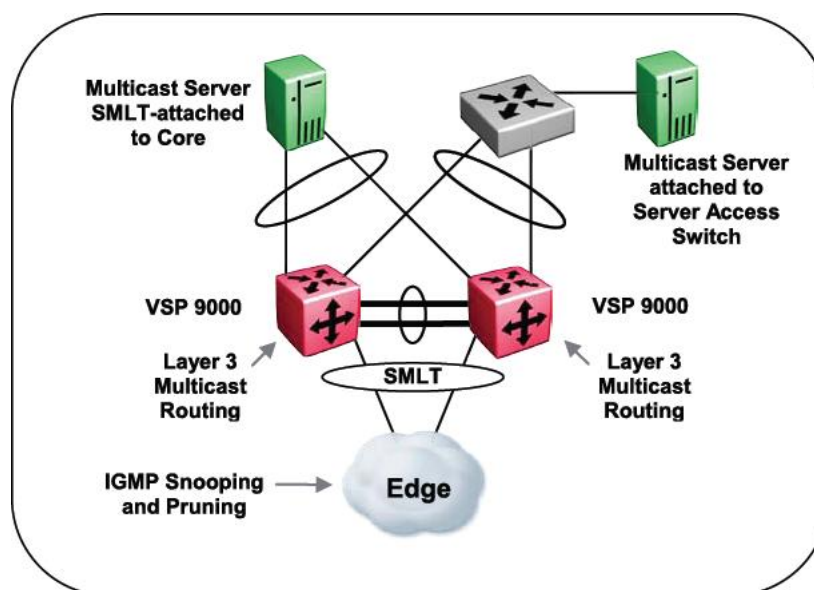 Multicast Server
SMLT-attached
to Core
Multicast Server
attached to
Server Access
Switch
VSP 9000
VSP 9000
Layer 3
Multicast
Routing
SMLT
Layer 3
Multicast
Routing
IGMP Snooping
and Pruning
Edge